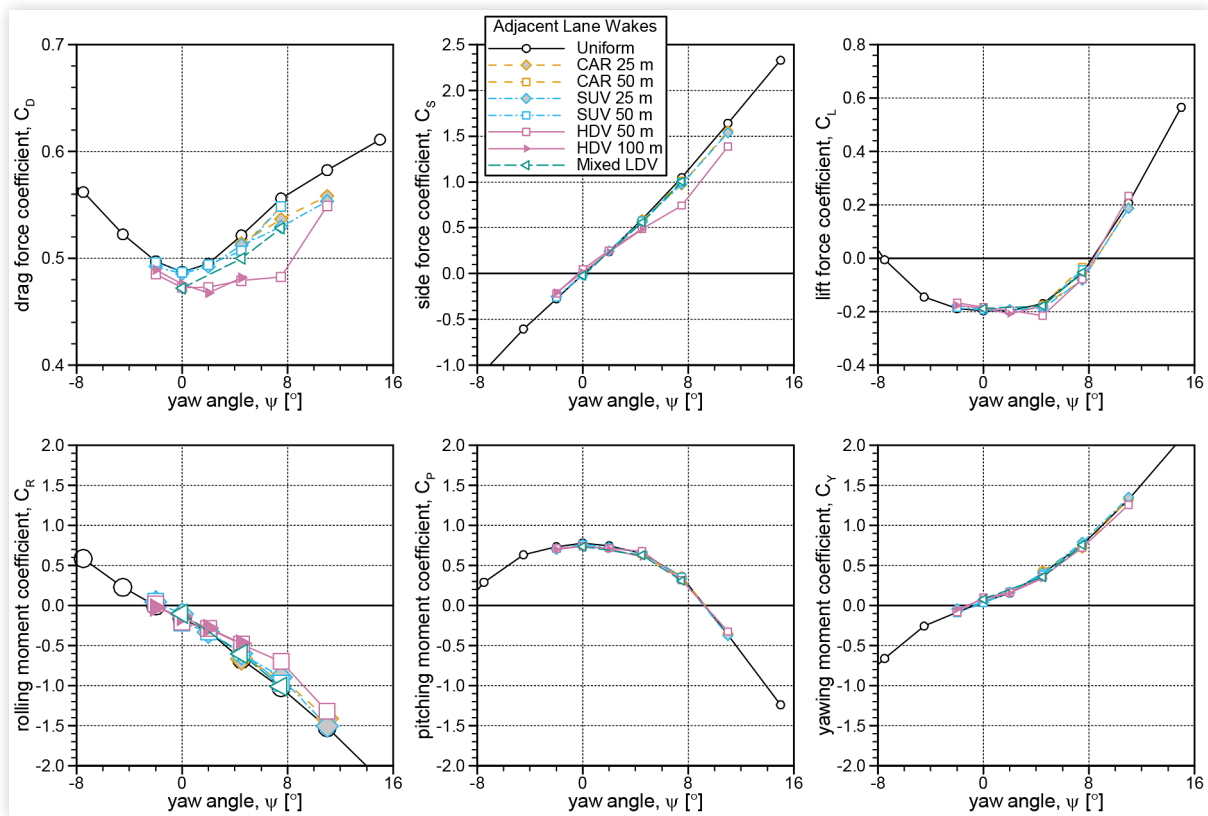 Adjacent Lane Wakes
Uniform
CAR 25 m
CAR 50 m
SUV 25 m
SUV 50 m
HDV 50 m
HDV 100 m
Mixed LDV
drag force coefficient, C_D
0.7
0.6
0.5
0.4
-8 0 8 16
yaw angle, ψ [°]
side force coefficient, C_S
2.5
2.0
1.5
1.0
0.5
0.0
-0.5
-1.0
-8 0 8 16
yaw angle, ψ [°]
lift force coefficient, C_L
0.8
0.6
0.4
0.2
0.0
-0.2
-0.4
-8 0 8 16
yaw angle, ψ [°]
rolling moment coefficient, C_R
2.0
1.5
1.0
0.5
0.0
-0.5
-1.0
-1.5
-2.0
-8 0 8 16
yaw angle, ψ [°]
pitching moment coefficient, C_P
2.0
1.5
1.0
0.5
0.0
-0.5
-1.0
-1.5
-2.0
-8 0 8 16
yaw angle, ψ [°]
yawing moment coefficient, C_Y
2.0
1.5
1.0
0.5
0.0
-0.5
-1.0
-1.5
-2.0
-8 0 8 16
yaw angle, ψ [°]